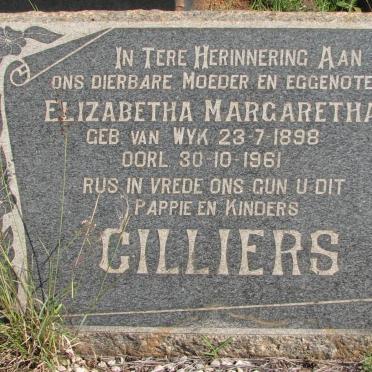 IN TERE HERINNERING AAN
ONS DIERBARE MOEDER EN EGGENOTE
ELIZABETHA MARGARETHA
GEB VAN WYK 23-7-1898
OORL 30-10-1961
RUS IN VREDE ONS GUN U DIT
PAPPIE EN KINDERS
CILLIERS